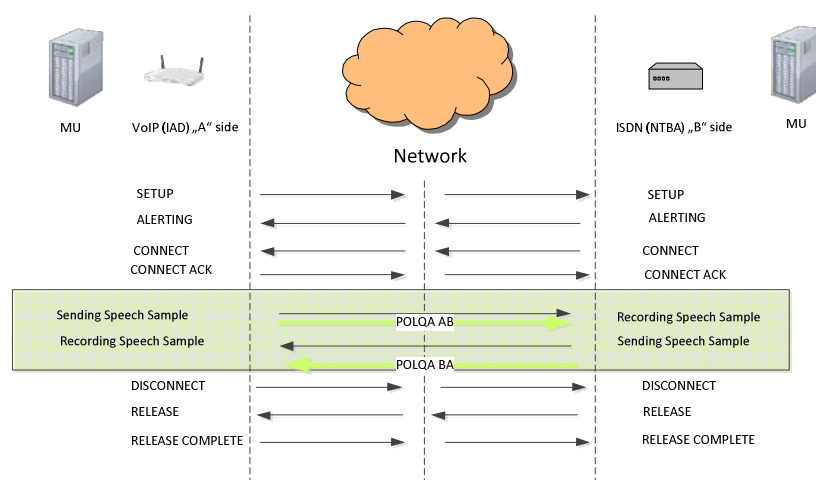 MU
VoIP (IAD) „A“ side
ISDN (NTBA) „B“ side
MU
Network
SETUP
SETUP
ALERTING
ALERTING
CONNECT
CONNECT
CONNECT ACK
CONNECT ACK
Sending Speech Sample
Recording Speech Sample
POLQA AB
Recording Speech Sample
Sending Speech Sample
POLQA BA
DISCONNECT
DISCONNECT
RELEASE
RELEASE
RELEASE COMPLETE
RELEASE COMPLETE